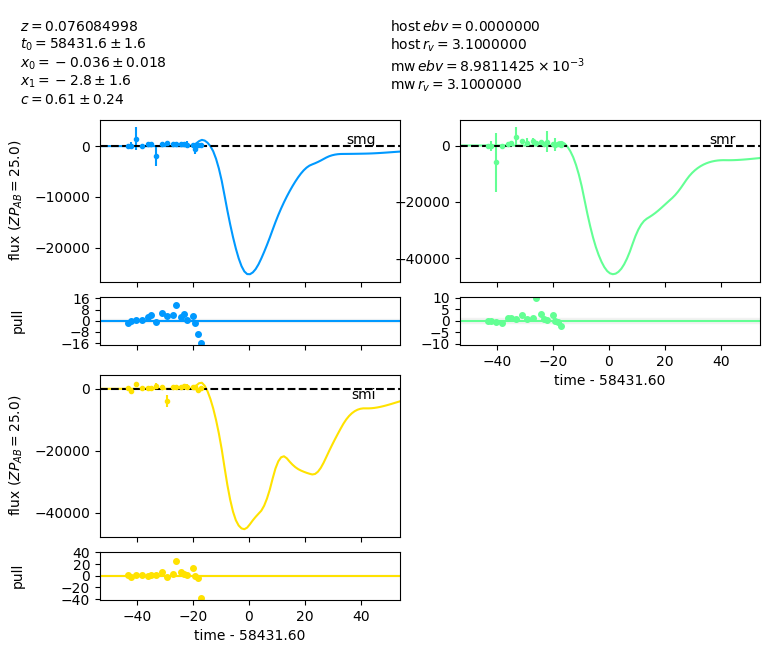 z = 0.076084998
t0 = 58431.6 ± 1.6
x0 = −0.036 ± 0.018
x1 = −2.8 ± 1.6
c = 0.61 ± 0.24
host ebv = 0.0000000
host rv = 3.1000000
mw ebv = 8.9811425 × 10^−3
mw rv = 3.1000000
smg
flux (ZPAB = 25.0)
0
−10000
−20000
smr
0
−20000
−40000
pull
16
8
0
−8
−16
10
5
0
−5
−10
−40
−20
0
20
40
time - 58431.60
smi
flux (ZPAB = 25.0)
0
−20000
−40000
pull
40
20
0
−20
−40
−40
−20
0
20
40
time - 58431.60